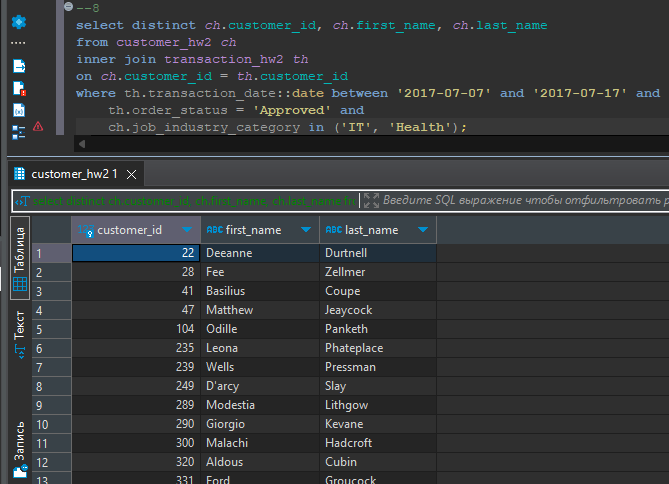 --8
select distinct ch.customer_id, ch.first_name, ch.last_name
from customer_hw2 ch
inner join transaction_hw2 th
on ch.customer_id = th.customer_id
where th.transaction_date::date between '2017-07-07' and '2017-07-17' and
th.order_status = 'Approved' and
ch.job_industry_category in ('IT', 'Health');
customer_hw2 1
select distinct ch.customer_id, ch.first_name, ch.last_name fr
Введите SQL выражение чтобы отфильтровать р
Таблица
Текст
Запись
customer_id ABC first_name ABC last_name
1 22 Deeanne Durtnell
2 28 Fee Zellmer
3 41 Basilius Coupe
4 47 Matthew Jeaycock
5 104 Odille Panketh
6 235 Leona Phateplace
7 239 Wells Pressman
8 249 D'arcy Slay
9 289 Modestia Lithgow
10 290 Giorgio Kevane
11 300 Malachi Hadcroft
12 320 Aldous Cubin
13 331 Ford Groucock